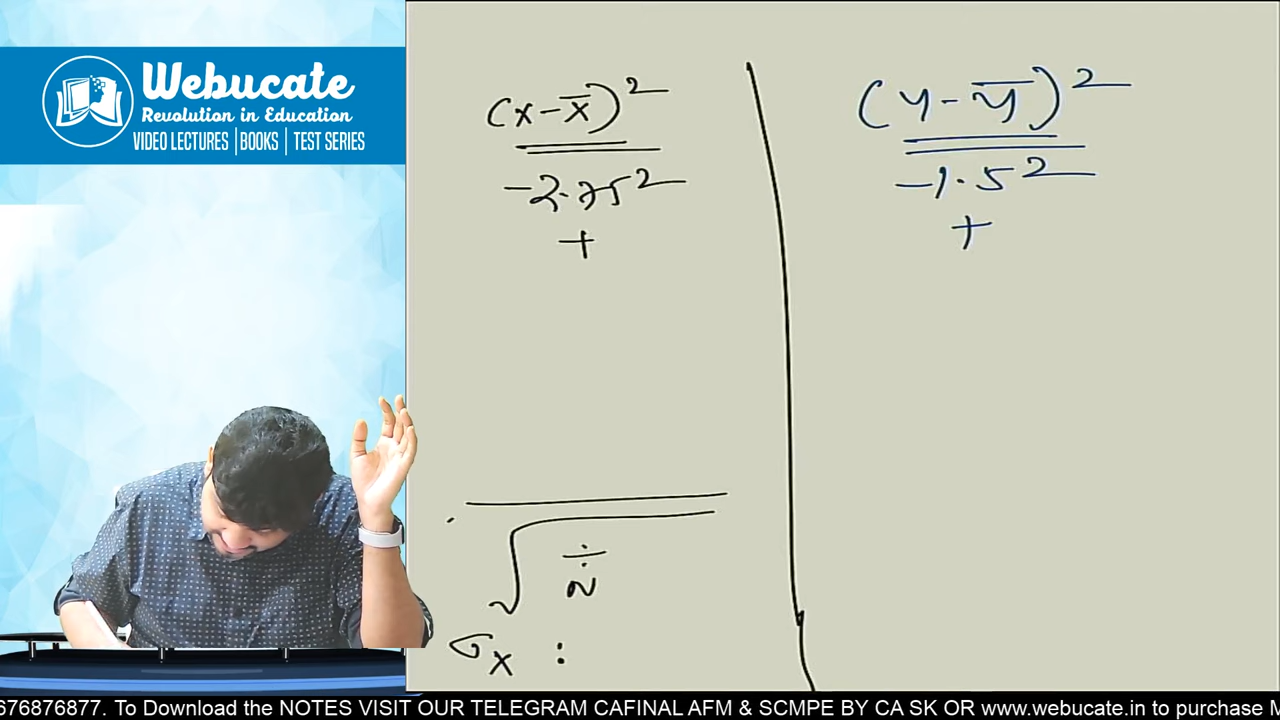 Webucate
Revolution in Education
VIDEO LECTURES | BOOKS | TEST SERIES
(x - x̄)²
-2.75²
+
√ ÷ N
σx :
(y - ȳ)²
-1.5²
+
676876877. To Download the NOTES VISIT OUR TELEGRAM CAFINAL AFM & SCMPE BY CA SK OR www.webucate.in to purchase M